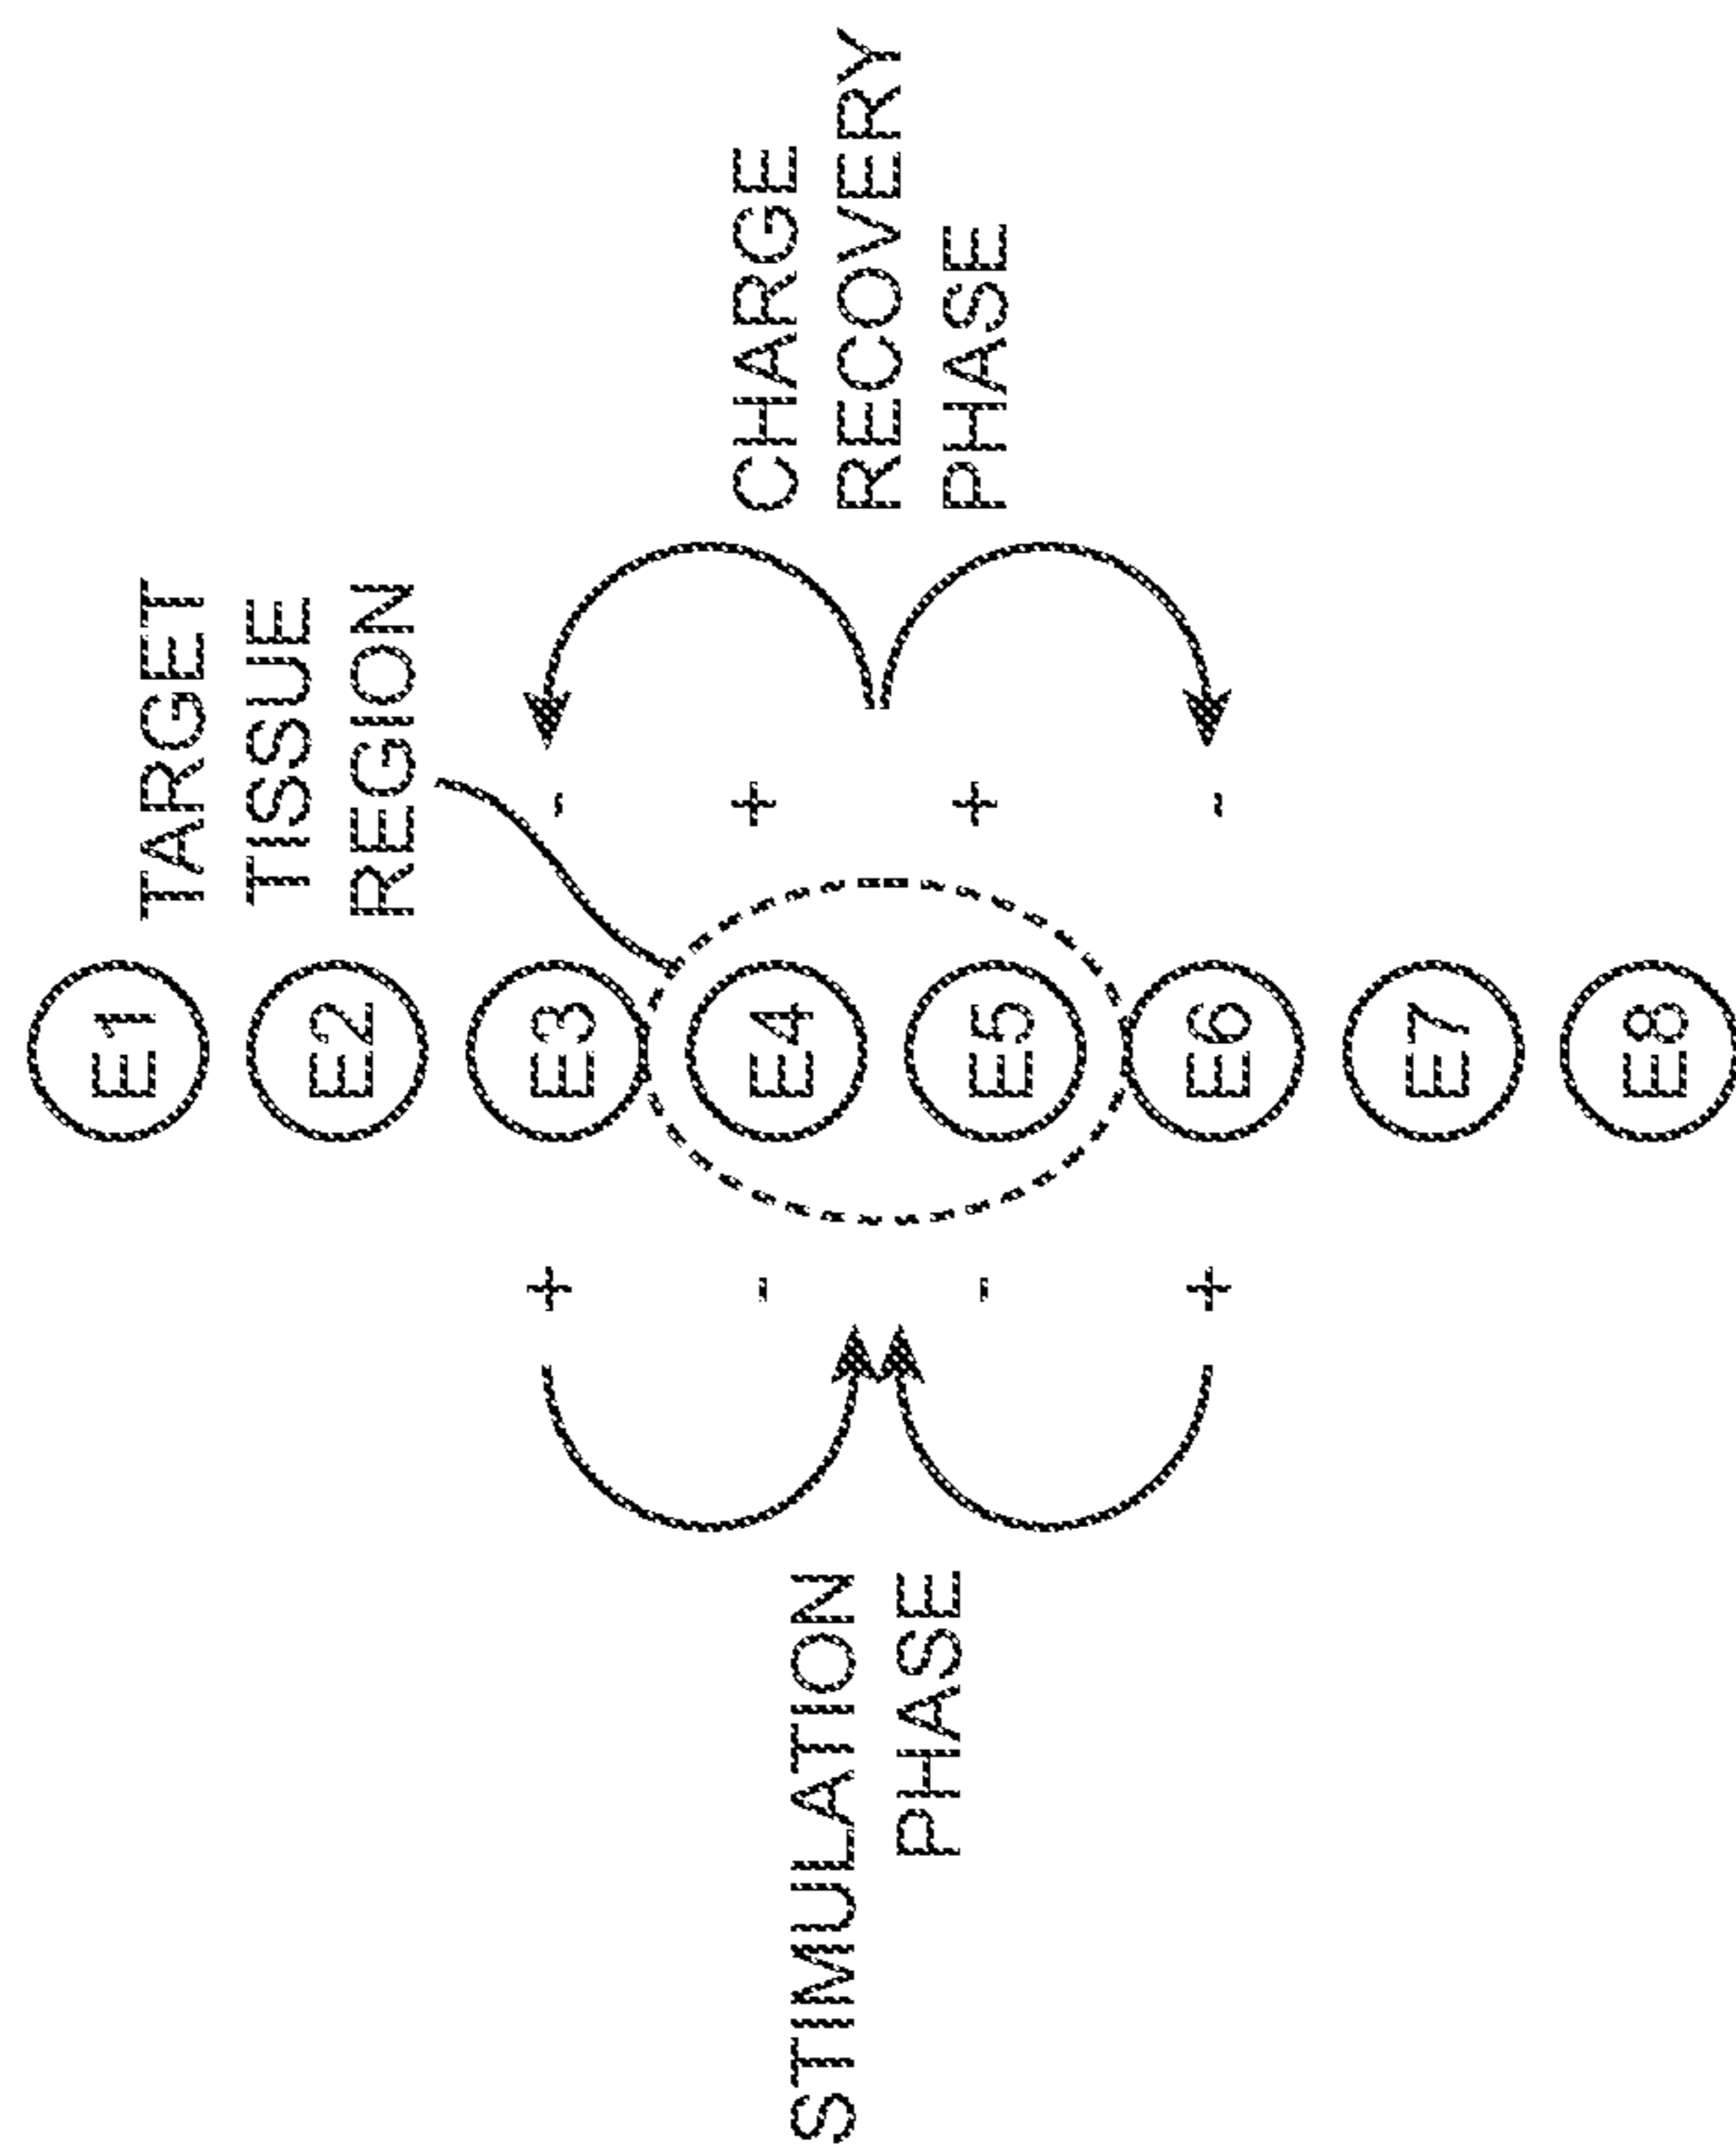 TARGET
TISSUE
REGION
CHARGE
RECOVERY
PHASE
- + + -
E1 E2 E3 E4 E5 E6 E7 E8
+ - - +
STIMULATION
PHASE